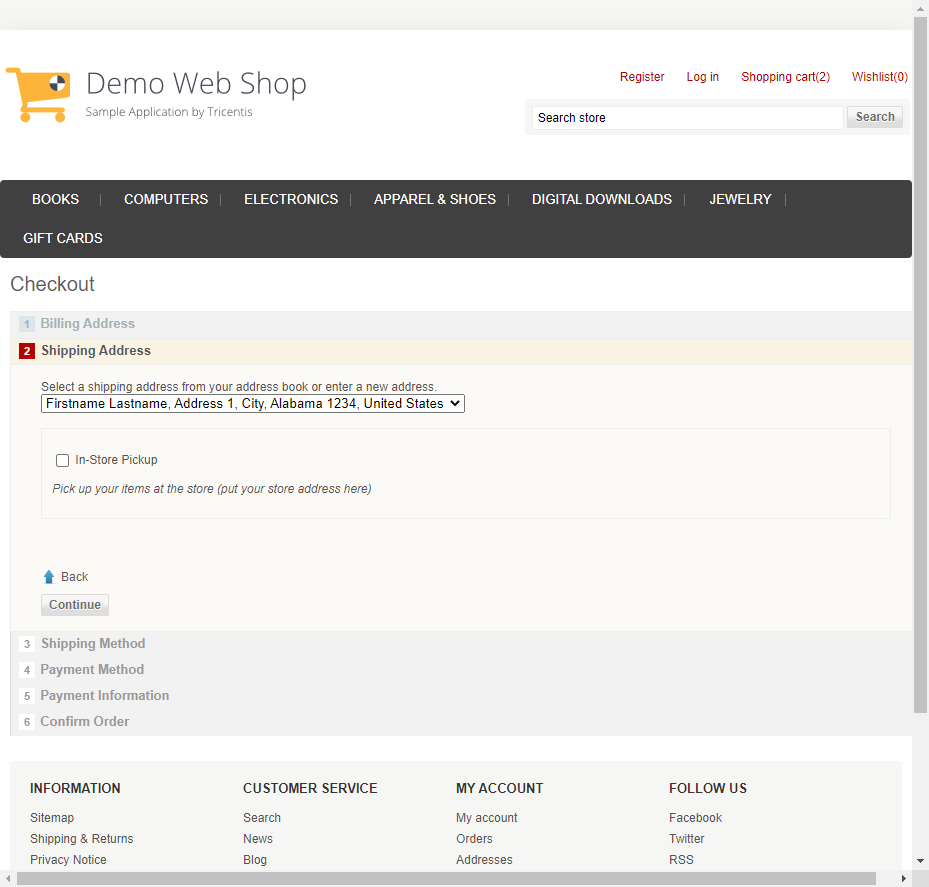 Demo Web Shop
Sample Application by Tricentis
Register Log in Shopping cart(2) Wishlist(0)
Search store Search
BOOKS COMPUTERS ELECTRONICS APPAREL & SHOES DIGITAL DOWNLOADS JEWELRY
GIFT CARDS
Checkout
1 Billing Address
2 Shipping Address
Select a shipping address from your address book or enter a new address.
Firstname Lastname, Address 1, City, Alabama 1234, United States
In-Store Pickup
Pick up your items at the store (put your store address here)
Back
Continue
3 Shipping Method
4 Payment Method
5 Payment Information
6 Confirm Order
INFORMATION CUSTOMER SERVICE MY ACCOUNT FOLLOW US
Sitemap Search My account Facebook
Shipping & Returns News Orders Twitter
Privacy Notice Blog Addresses RSS